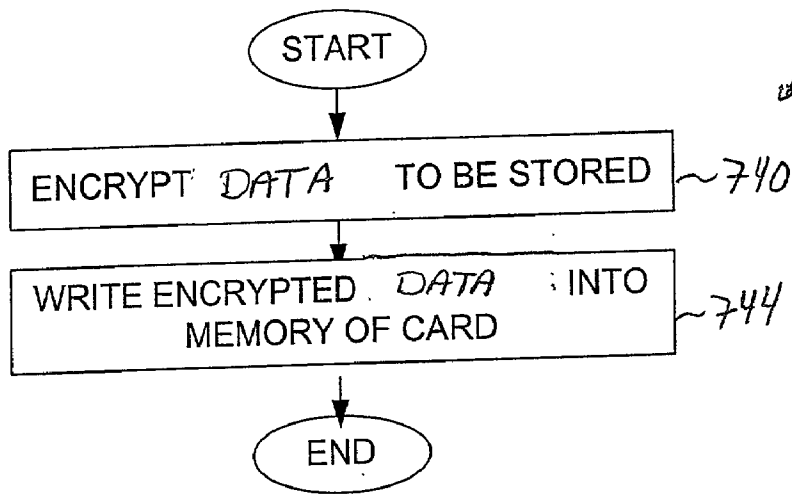 START
ENCRYPT DATA TO BE STORED ~740
WRITE ENCRYPTED DATA INTO
MEMORY OF CARD ~744
END